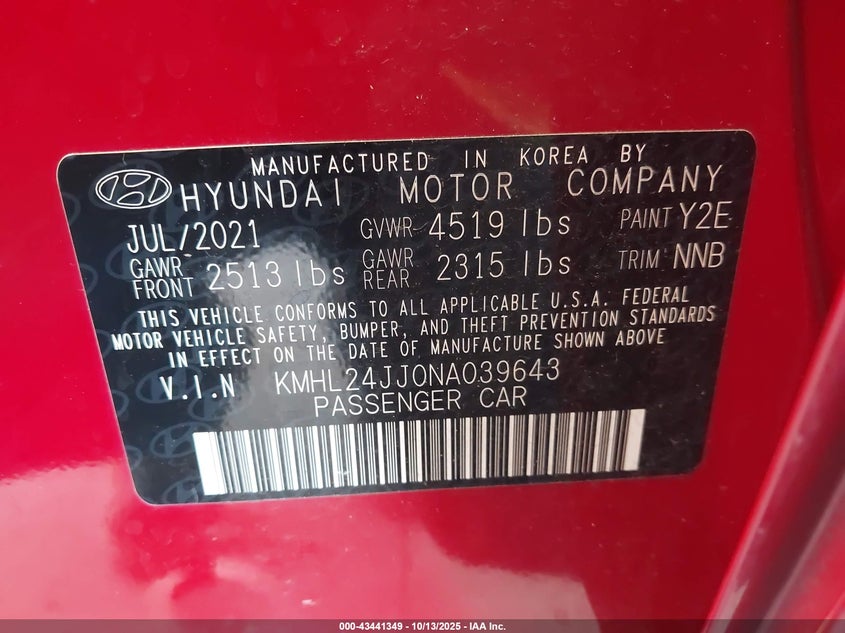 MANUFACTURED IN KOREA BY
HYUNDAI MOTOR COMPANY
JUL/2021 GVWR 4519 lbs PAINT Y2E
GAWR FRONT 2513 lbs GAWR REAR 2315 lbs TRIM NNB
THIS VEHICLE CONFORMS TO ALL APPLICABLE U.S.A. FEDERAL
MOTOR VEHICLE SAFETY, BUMPER, AND THEFT PREVENTION STANDARDS
IN EFFECT ON THE DATE OF MANUFACTURE SHOWN ABOVE
V.I.N KMHL24JJ0NA039643
PASSENGER CAR
000-43441349 - 10/13/2025 - IAA Inc.